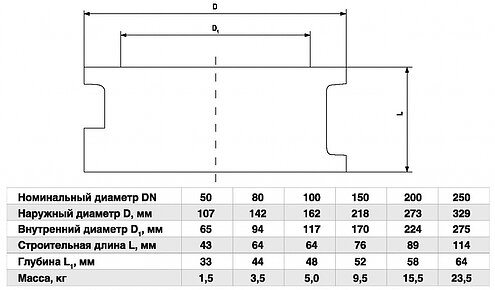 D
D₁
L
Номинальный диаметр DN 50 80 100 150 200 250
Наружный диаметр D, мм 107 142 162 218 273 329
Внутренний диаметр D₁, мм 65 94 117 170 224 275
Строительная длина L, мм 43 64 64 76 89 114
Глубина L₁, мм 33 44 48 52 58 64
Масса, кг 1,5 3,5 5,0 9,5 15,5 23,5